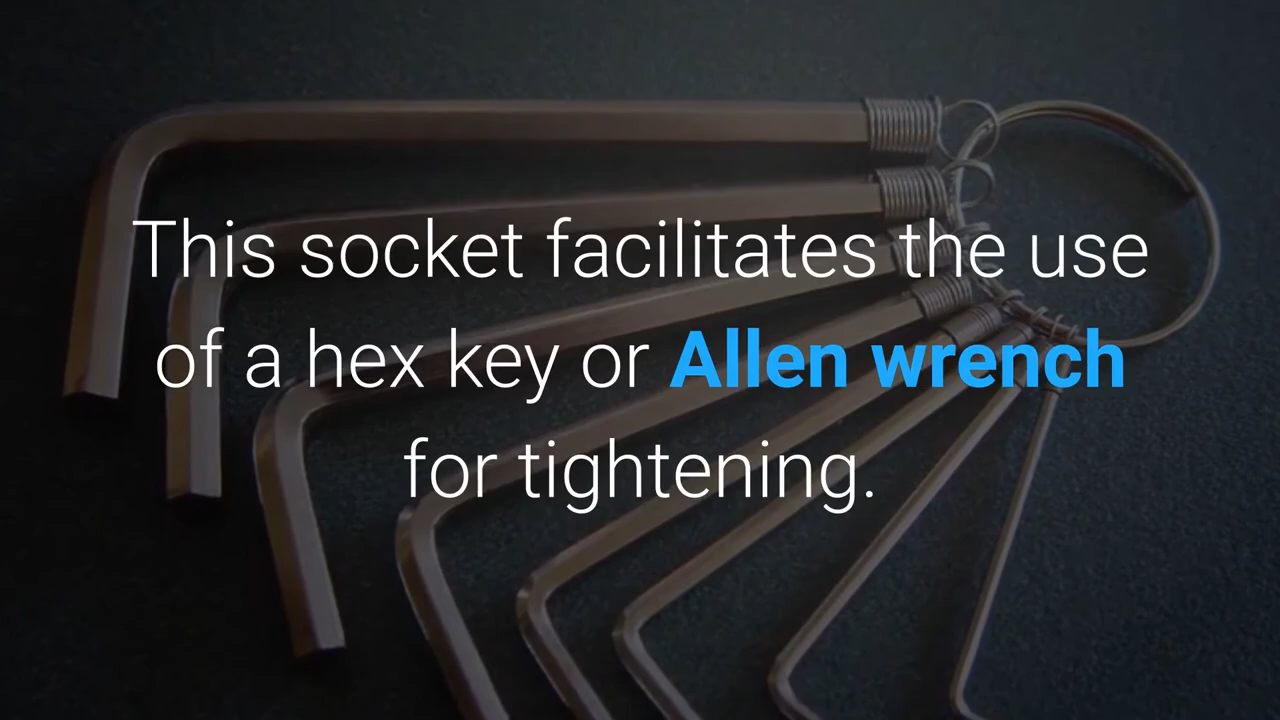 This socket facilitates the use
of a hex key or Allen wrench
for tightening.